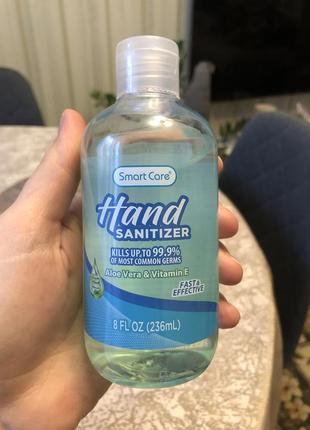 Smart Care®
Hand
SANITIZER
KILLS UP TO 99.9%
OF MOST COMMON GERMS
Aloe Vera & Vitamin E
FAST &
EFFECTIVE
8 FL OZ (236mL)